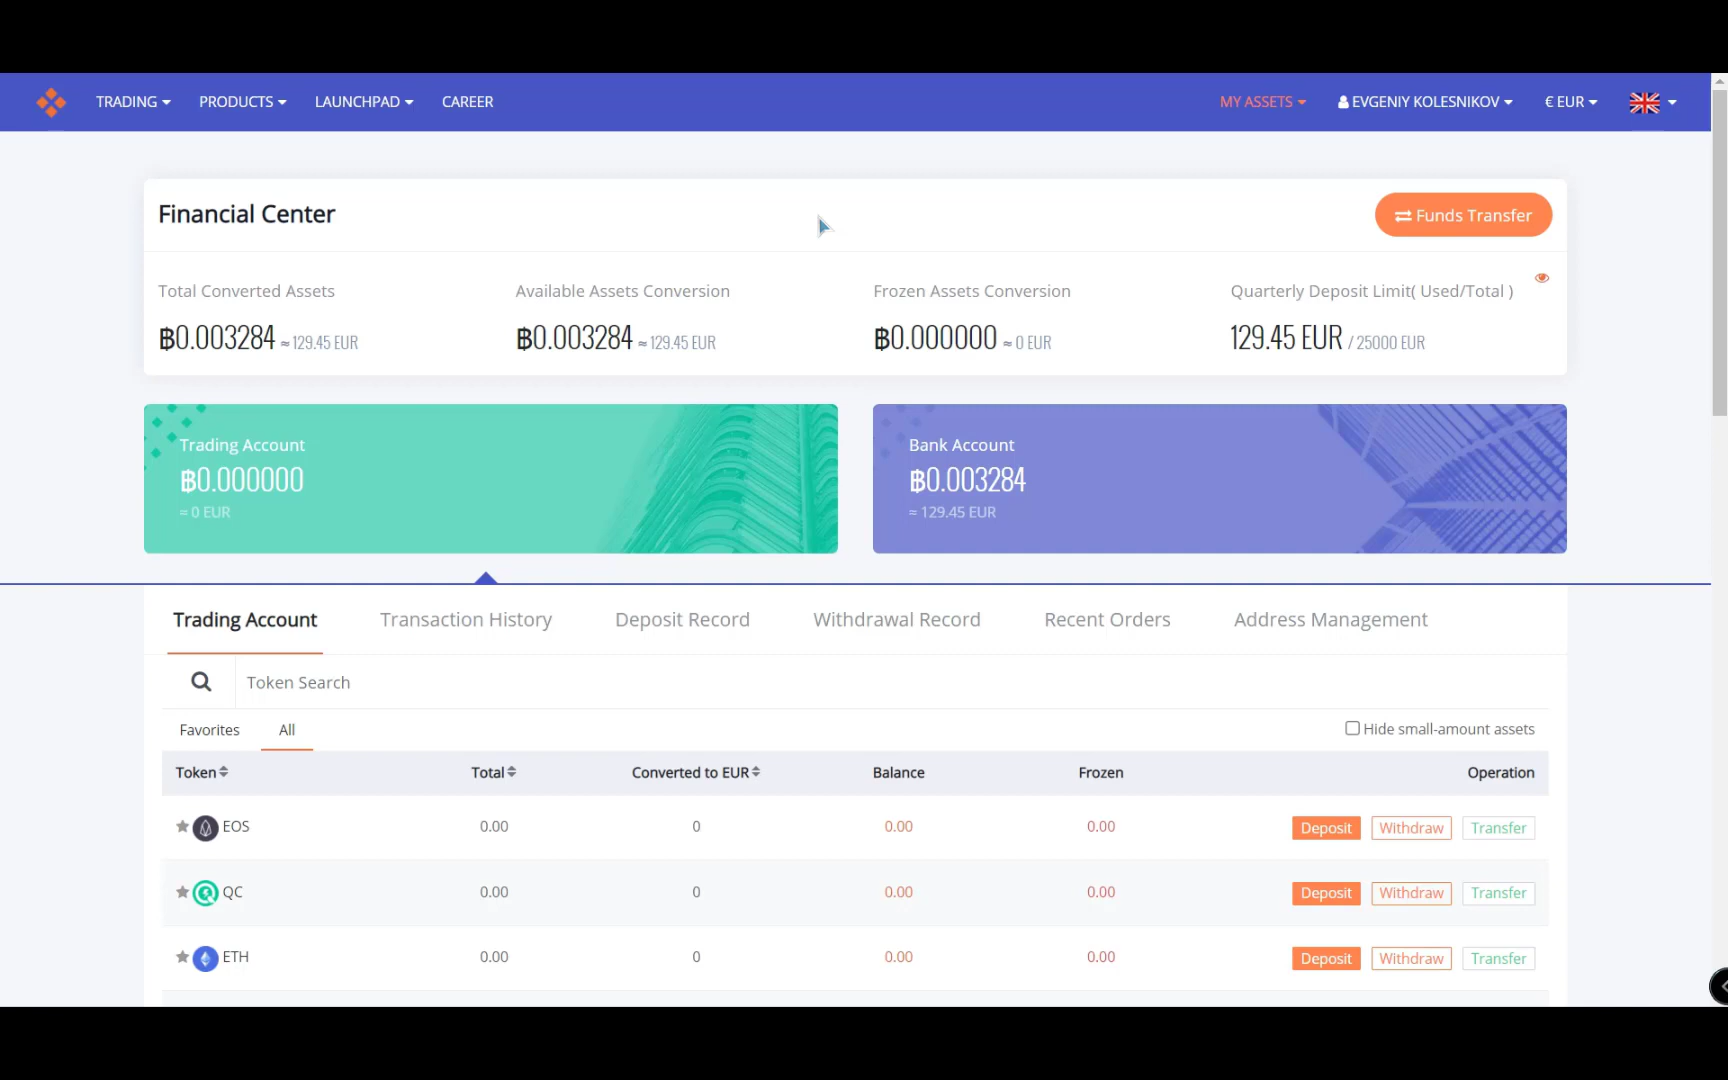 TRADING PRODUCTS LAUNCHPAD CAREER MY ASSETS EVGENIY KOLESNIKOV € EUR
Financial Center Funds Transfer
Total Converted Assets Available Assets Conversion Frozen Assets Conversion Quarterly Deposit Limit( Used/Total )
฿0.003284 ≈ 129.45 EUR ฿0.003284 ≈ 129.45 EUR ฿0.000000 ≈ 0 EUR 129.45 EUR / 25000 EUR
Trading Account
฿0.000000
≈ 0 EUR
Bank Account
฿0.003284
≈ 129.45 EUR
Trading Account Transaction History Deposit Record Withdrawal Record Recent Orders Address Management
Token Search
Favorites All Hide small-amount assets
Token Total Converted to EUR Balance Frozen Operation
EOS 0.00 0 0.00 0.00 Deposit Withdraw Transfer
QC 0.00 0 0.00 0.00 Deposit Withdraw Transfer
ETH 0.00 0 0.00 0.00 Deposit Withdraw Transfer